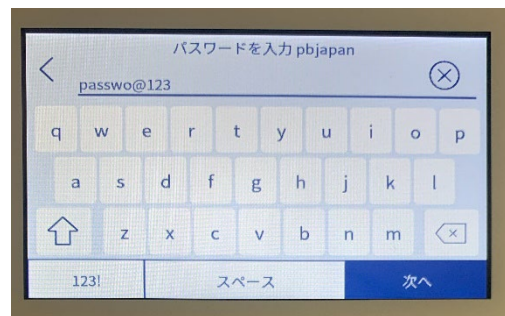 パスワードを入力 pbjapan
passwo@123
q w e r t y u i o p
a s d f g h j k l
z x c v b n m
123! スペース 次へ